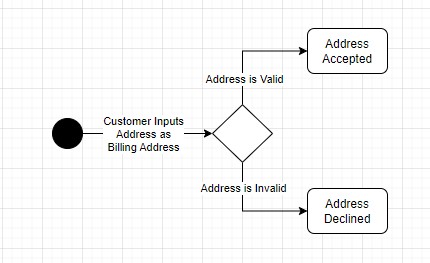 Address
Accepted
Address is Valid
Customer Inputs
Address as
Billing Address
Address is Invalid
Address
Declined